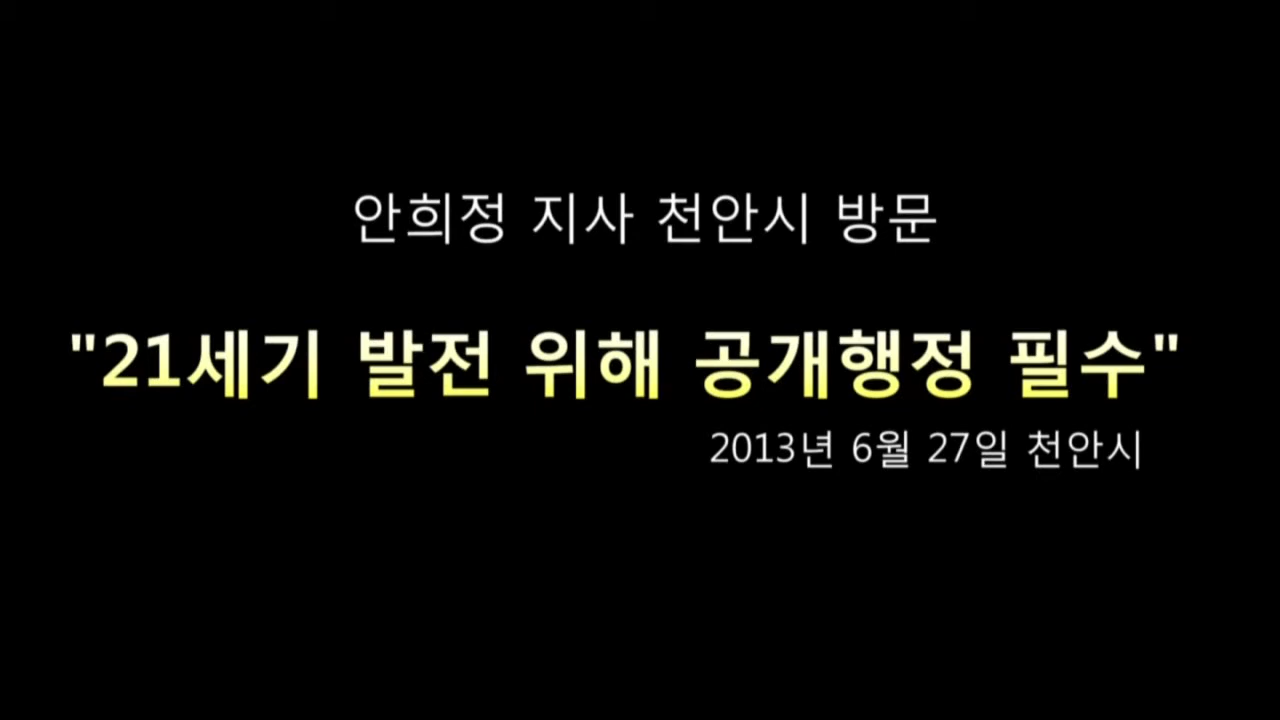 안희정 지사 천안시 방문
"21세기 발전 위해 공개행정 필수"
2013년 6월 27일 천안시